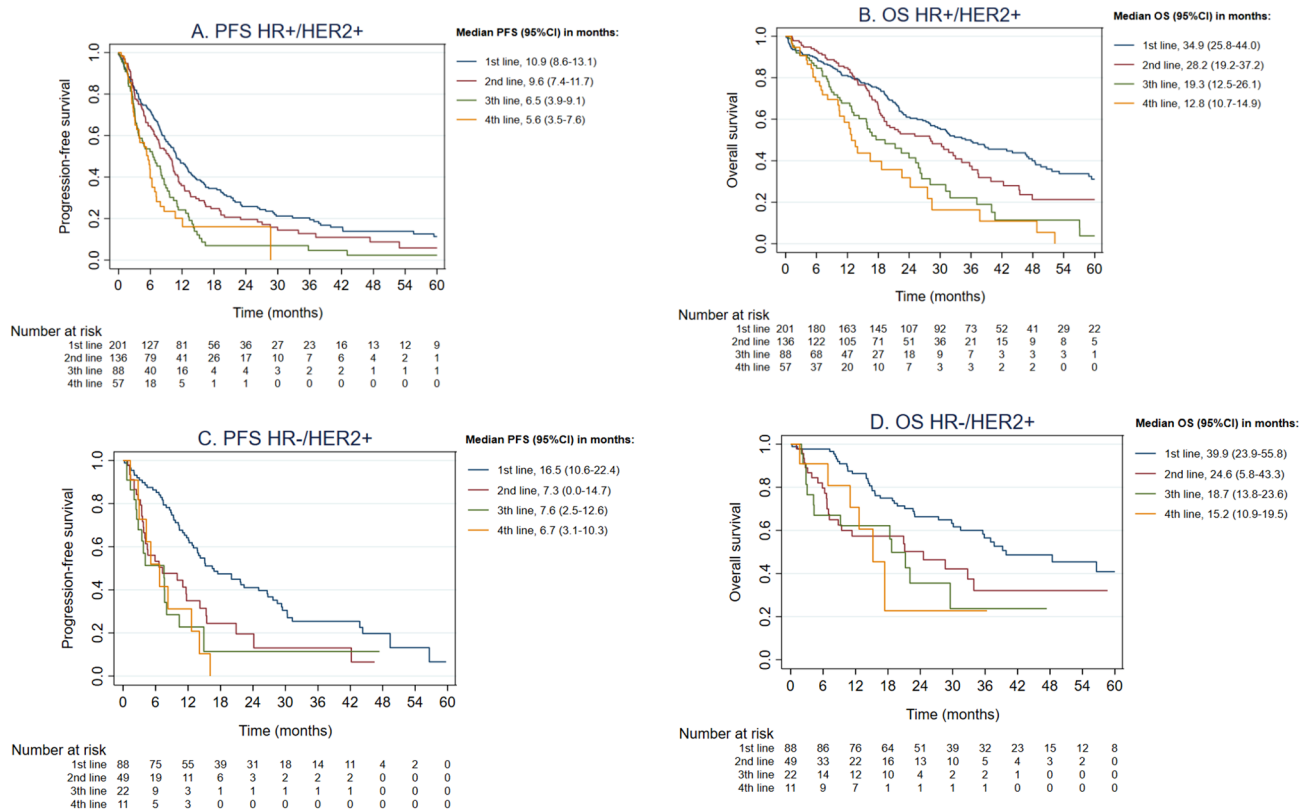 A. PFS HR+/HER2+
Median PFS (95%CI) in months:
1st line, 10.9 (8.6-13.1)
2nd line, 9.6 (7.4-11.7)
3th line, 6.5 (3.9-9.1)
4th line, 5.6 (3.5-7.6)
Progression-free survival
1.0
0.8
0.6
0.4
0.2
0.0
0 6 12 18 24 30 36 42 48 54 60
Time (months)
Number at risk
1st line 201 127 81 56 36 27 23 16 13 12 9
2nd line 136 79 41 26 17 10 7 6 4 2 1
3th line 88 40 16 4 4 3 2 2 1 1 1
4th line 57 18 5 1 1 0 0 0 0 0 0
B. OS HR+/HER2+
Median OS (95%CI) in months:
1st line, 34.9 (25.8-44.0)
2nd line, 28.2 (19.2-37.2)
3th line, 19.3 (12.5-26.1)
4th line, 12.8 (10.7-14.9)
Overall survival
1.0
0.8
0.6
0.4
0.2
0.0
0 6 12 18 24 30 36 42 48 54 60
Time (months)
Number at risk
1st line 201 180 163 145 107 92 73 52 41 29 22
2nd line 136 122 105 71 51 36 21 15 9 8 5
3th line 88 68 47 27 18 9 7 3 3 3 1
4th line 57 37 20 10 7 3 3 2 2 0 0
C. PFS HR-/HER2+
Median PFS (95%CI) in months:
1st line, 16.5 (10.6-22.4)
2nd line, 7.3 (0.0-14.7)
3th line, 7.6 (2.5-12.6)
4th line, 6.7 (3.1-10.3)
Progression-free survival
1.0
0.8
0.6
0.4
0.2
0.0
0 6 12 18 24 30 36 42 48 54 60
Time (months)
Number at risk
1st line 88 75 55 39 31 18 14 11 4 2 0
2nd line 49 19 11 6 3 2 2 2 0 0 0
3th line 22 9 3 1 1 1 1 1 0 0 0
4th line 11 5 3 0 0 0 0 0 0 0 0
D. OS HR-/HER2+
Median OS (95%CI) in months:
1st line, 39.9 (23.9-55.8)
2nd line, 24.6 (5.8-43.3)
3th line, 18.7 (13.8-23.6)
4th line, 15.2 (10.9-19.5)
Overall survival
1.0
0.8
0.6
0.4
0.2
0.0
0 6 12 18 24 30 36 42 48 54 60
Time (months)
Number at risk
1st line 88 86 76 64 51 39 32 23 15 12 8
2nd line 49 33 22 16 13 10 5 4 3 2 0
3th line 22 14 12 10 4 2 2 1 0 0 0
4th line 11 9 7 1 1 1 1 0 0 0 0